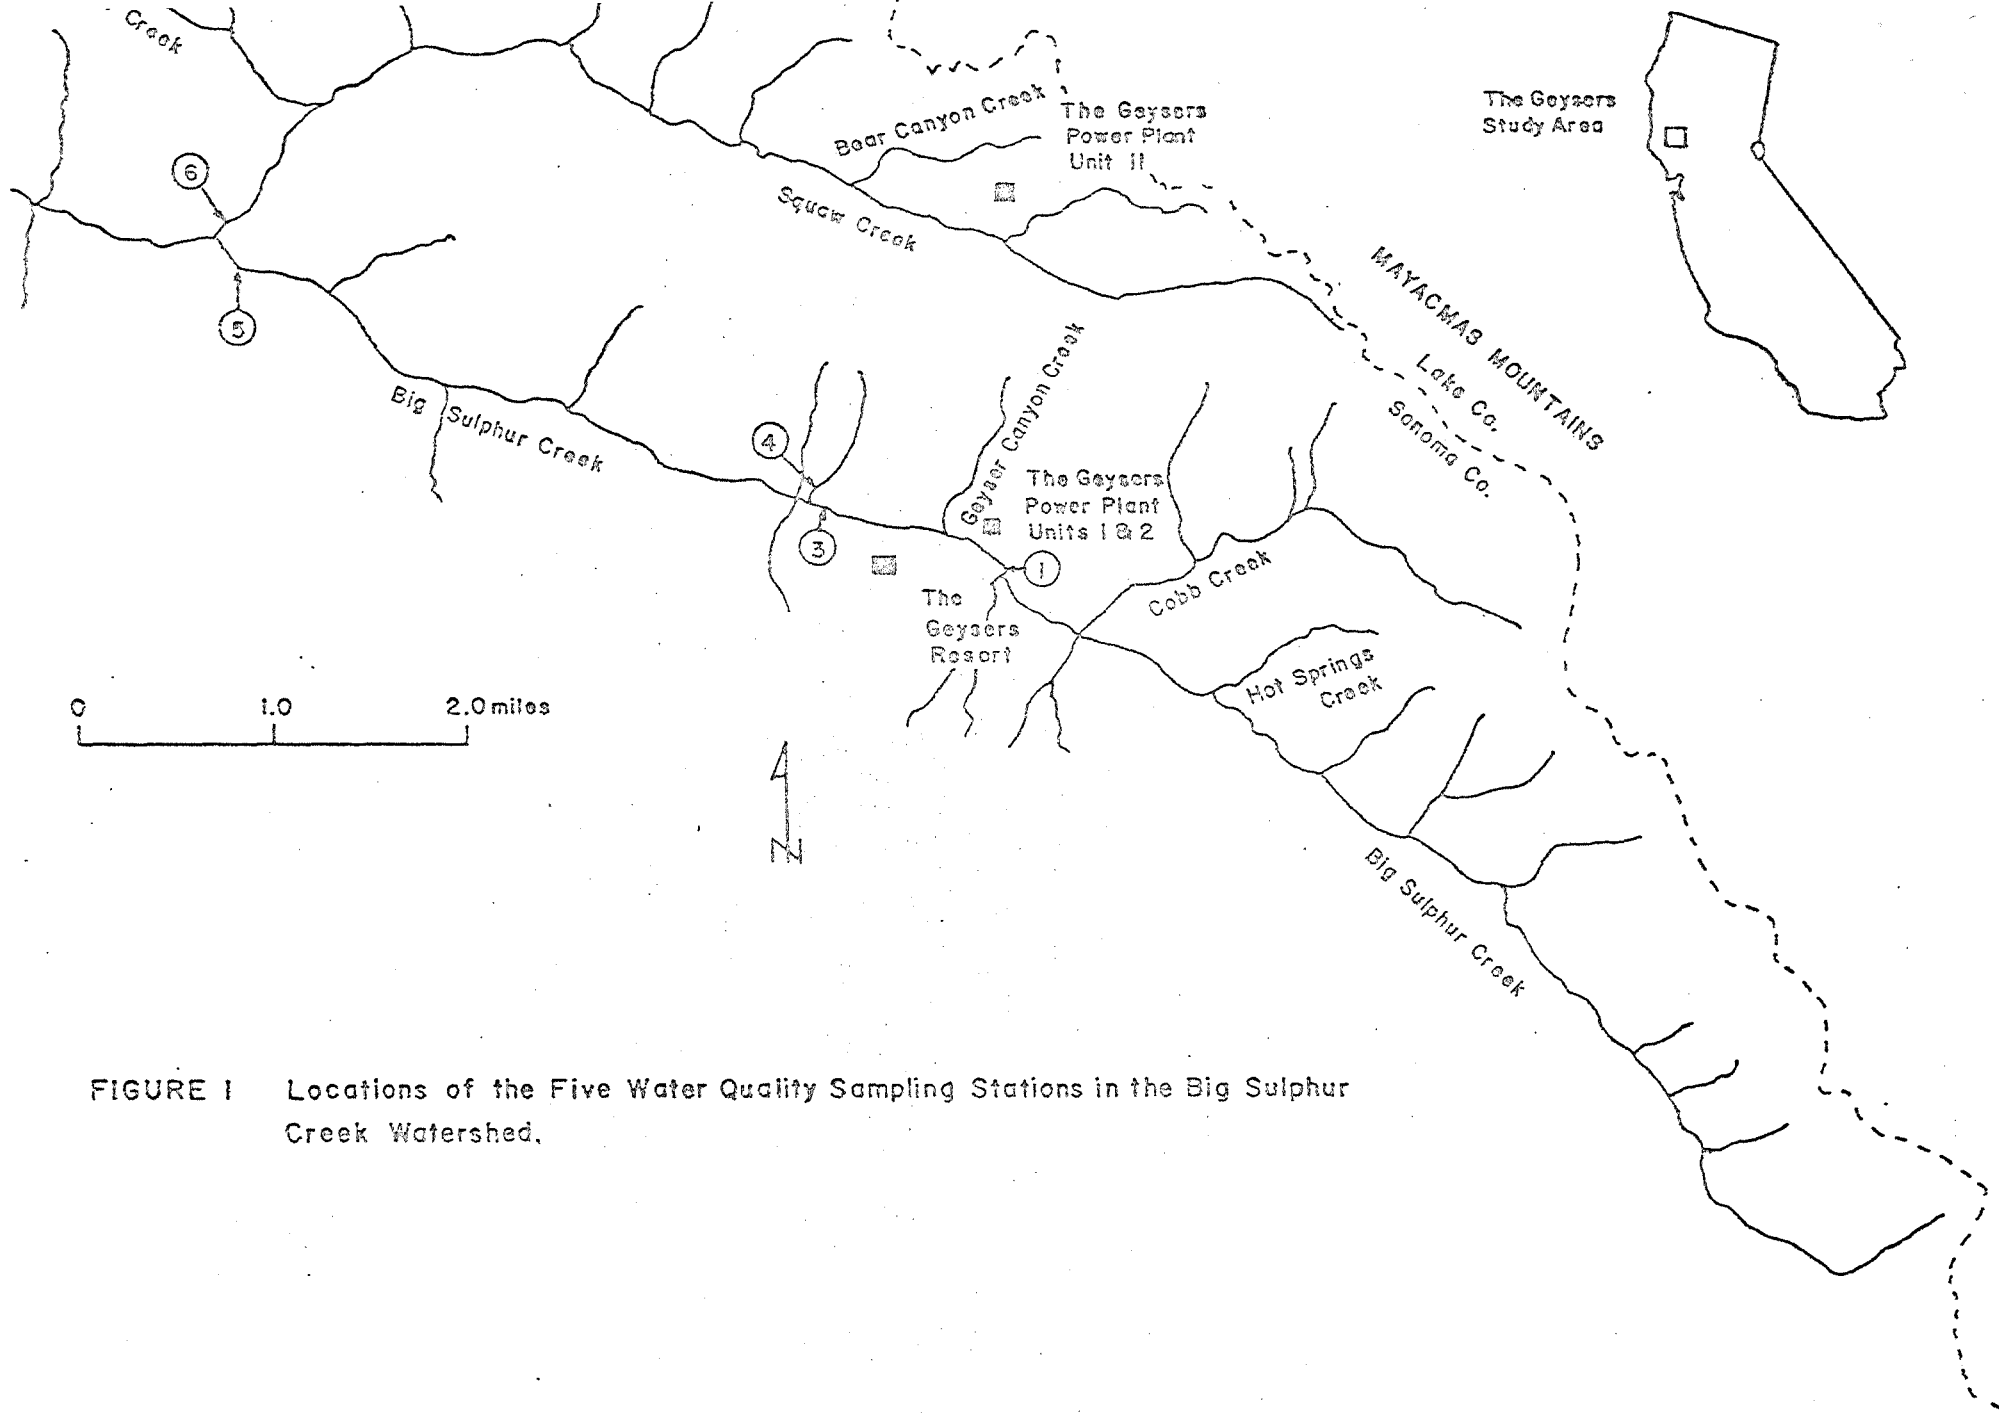 Creek
Bear Canyon Creek
The Geysers
Power Plant
Unit 11
The Geysers
Study Area
6
Squaw Creek
MAYACMAS MOUNTAINS
5
Lake Co.
Sonoma Co.
Big Sulphur Creek
4
Geyser Canyon Creek
The Geysers
Power Plant
Units 1 & 2
3
1
Cobb Creek
The
Geysers
Resort
Hot Springs
Creek
0 1.0 2.0 miles
N
Big Sulphur Creek
FIGURE 1 Locations of the Five Water Quality Sampling Stations in the Big Sulphur
Creek Watershed.